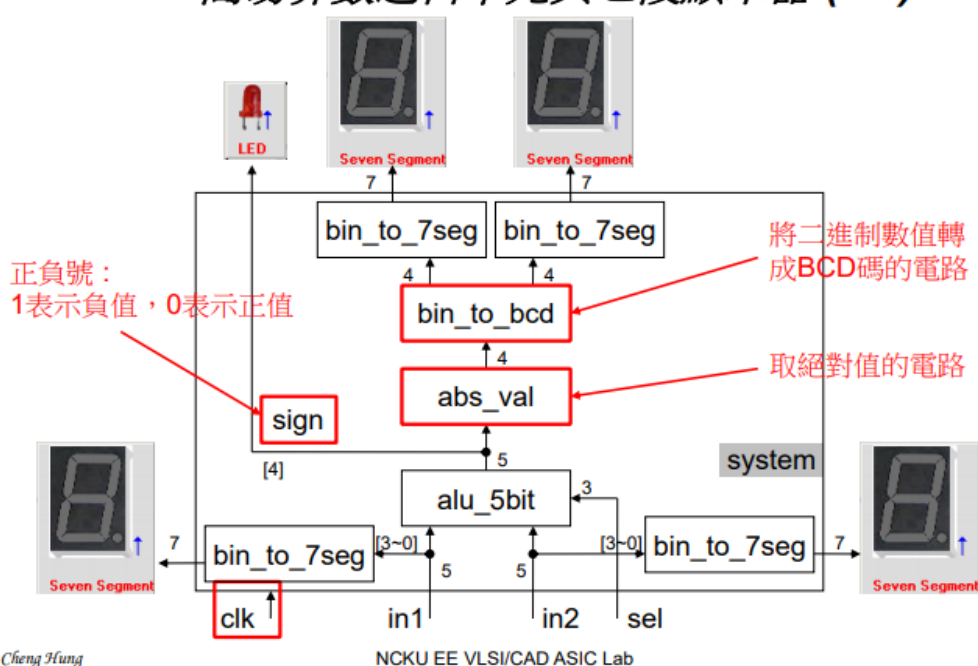 Seven Segment
Seven Segment
LED
7
7
bin_to_7seg
bin_to_7seg
將二進制數值轉
成BCD碼的電路
正負號：
1表示負值，0表示正值
4
4
bin_to_bcd
4
取絕對值的電路
abs_val
sign
[4]
5
system
alu_5bit
3
7
bin_to_7seg
[3~0]
[3~0]
bin_to_7seg
7
5
5
Seven Segment
Seven Segment
clk
in1
in2
sel
Cheng Hung
NCKU EE VLSI/CAD ASIC Lab